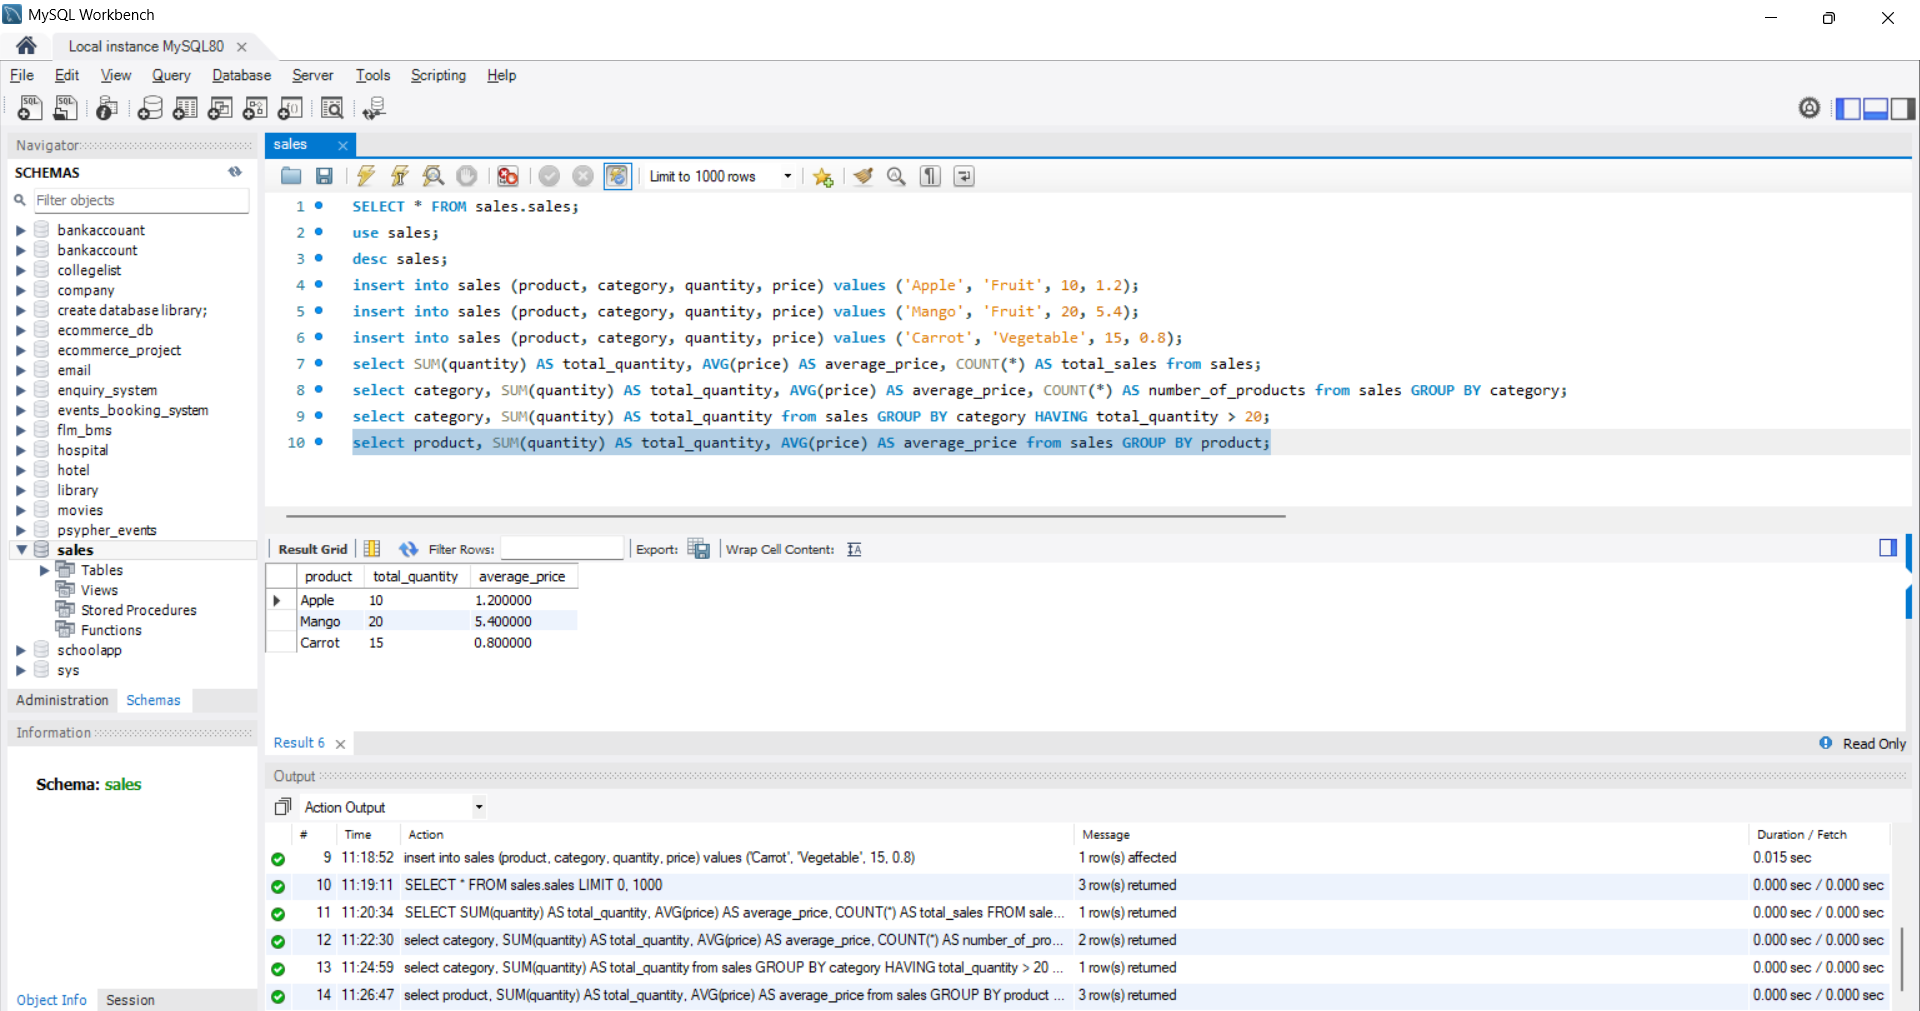 MySQL Workbench
Local instance MySQL80
File Edit View Query Database Server Tools Scripting Help
Navigator
SCHEMAS
Filter objects
bankaccouant
bankaccount
collegelist
company
create database library;
ecommerce_db
ecommerce_project
email
enquiry_system
events_booking_system
flm_bms
hospital
hotel
library
movies
psypher_events
sales
Tables
Views
Stored Procedures
Functions
schoolapp
sys
Administration Schemas
Information
Schema: sales
Object Info Session
sales
Limit to 1000 rows
1 SELECT * FROM sales.sales;
2 use sales;
3 desc sales;
4 insert into sales (product, category, quantity, price) values ('Apple', 'Fruit', 10, 1.2);
5 insert into sales (product, category, quantity, price) values ('Mango', 'Fruit', 20, 5.4);
6 insert into sales (product, category, quantity, price) values ('Carrot', 'Vegetable', 15, 0.8);
7 select SUM(quantity) AS total_quantity, AVG(price) AS average_price, COUNT(*) AS total_sales from sales;
8 select category, SUM(quantity) AS total_quantity, AVG(price) AS average_price, COUNT(*) AS number_of_products from sales GROUP BY category;
9 select category, SUM(quantity) AS total_quantity from sales GROUP BY category HAVING total_quantity > 20;
10 select product, SUM(quantity) AS total_quantity, AVG(price) AS average_price from sales GROUP BY product;
Result Grid Filter Rows: Export: Wrap Cell Content:
product total_quantity average_price
Apple 10 1.200000
Mango 20 5.400000
Carrot 15 0.800000
Result 6 Read Only
Output
Action Output
# Time Action Message Duration / Fetch
9 11:18:52 insert into sales (product, category, quantity, price) values ('Carrot', 'Vegetable', 15, 0.8) 1 row(s) affected 0.015 sec
10 11:19:11 SELECT * FROM sales.sales LIMIT 0, 1000 3 row(s) returned 0.000 sec / 0.000 sec
11 11:20:34 SELECT SUM(quantity) AS total_quantity, AVG(price) AS average_price, COUNT(*) AS total_sales FROM sale... 1 row(s) returned 0.000 sec / 0.000 sec
12 11:22:30 select category, SUM(quantity) AS total_quantity, AVG(price) AS average_price, COUNT(*) AS number_of_pro... 2 row(s) returned 0.000 sec / 0.000 sec
13 11:24:59 select category, SUM(quantity) AS total_quantity from sales GROUP BY category HAVING total_quantity > 20 ... 1 row(s) returned 0.000 sec / 0.000 sec
14 11:26:47 select product, SUM(quantity) AS total_quantity, AVG(price) AS average_price from sales GROUP BY product ... 3 row(s) returned 0.000 sec / 0.000 sec